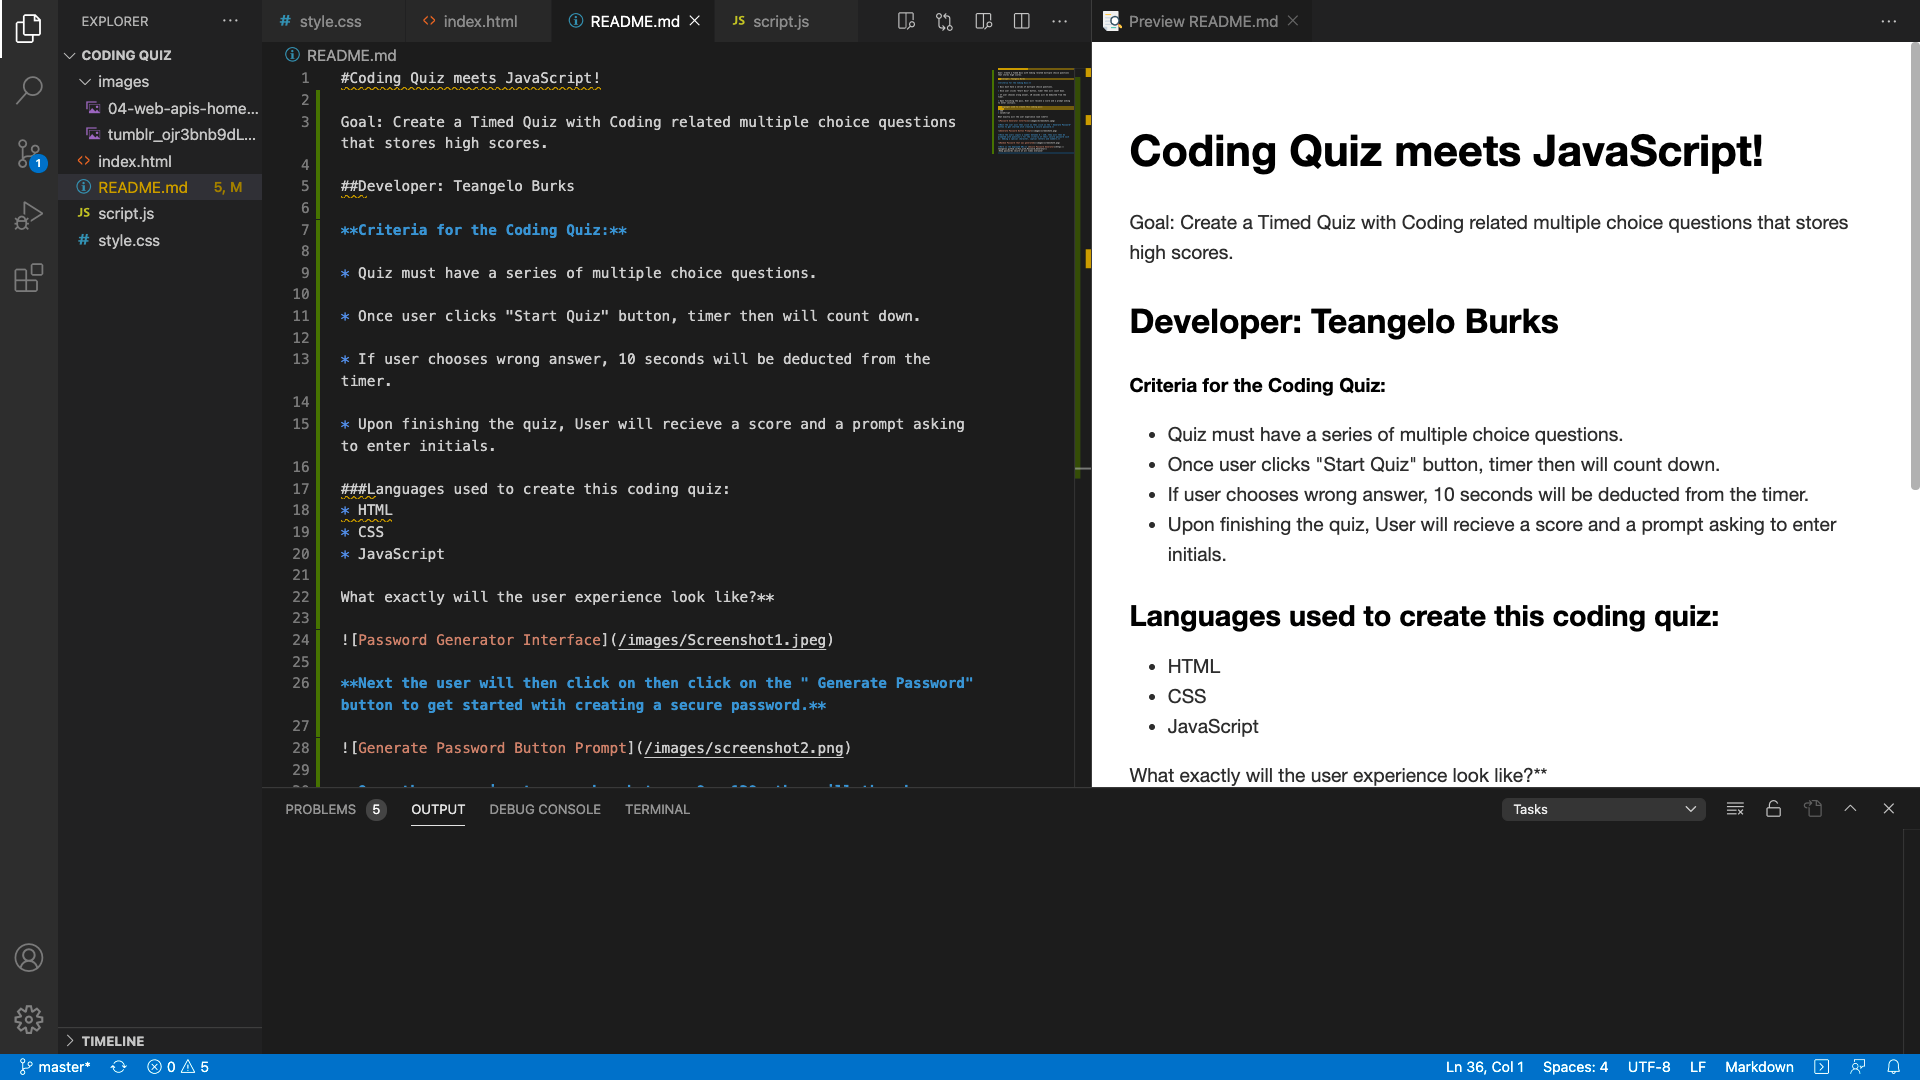 EXPLORER
CODING QUIZ
images
04-web-apis-home...
tumblr_ojr3bnb9dL...
index.html
README.md 5, M
script.js
style.css
TIMELINE
style.css
index.html
README.md
script.js
README.md
1 #Coding Quiz meets JavaScript!
2
3 Goal: Create a Timed Quiz with Coding related multiple choice questions
that stores high scores.
4
5 ##Developer: Teangelo Burks
6
7 **Criteria for the Coding Quiz:**
8
9 * Quiz must have a series of multiple choice questions.
10
11 * Once user clicks "Start Quiz" button, timer then will count down.
12
13 * If user chooses wrong answer, 10 seconds will be deducted from the
timer.
14
15 * Upon finishing the quiz, User will recieve a score and a prompt asking
to enter initials.
16
17 ###Languages used to create this coding quiz:
18 * HTML
19 * CSS
20 * JavaScript
21
22 What exactly will the user experience look like?**
23
24 ![Password Generator Interface](/images/Screenshot1.jpeg)
25
26 **Next the user will then click on then click on the " Generate Password"
button to get started wtih creating a secure password.**
27
28 ![Generate Password Button Prompt](/images/screenshot2.png)
29
Preview README.md
Coding Quiz meets JavaScript!
Goal: Create a Timed Quiz with Coding related multiple choice questions that stores
high scores.
Developer: Teangelo Burks
Criteria for the Coding Quiz:
• Quiz must have a series of multiple choice questions.
• Once user clicks "Start Quiz" button, timer then will count down.
• If user chooses wrong answer, 10 seconds will be deducted from the timer.
• Upon finishing the quiz, User will recieve a score and a prompt asking to enter
initials.
Languages used to create this coding quiz:
• HTML
• CSS
• JavaScript
What exactly will the user experience look like?**
PROBLEMS 5 OUTPUT DEBUG CONSOLE TERMINAL
Tasks
master* 0 5
Ln 36, Col 1 Spaces: 4 UTF-8 LF Markdown